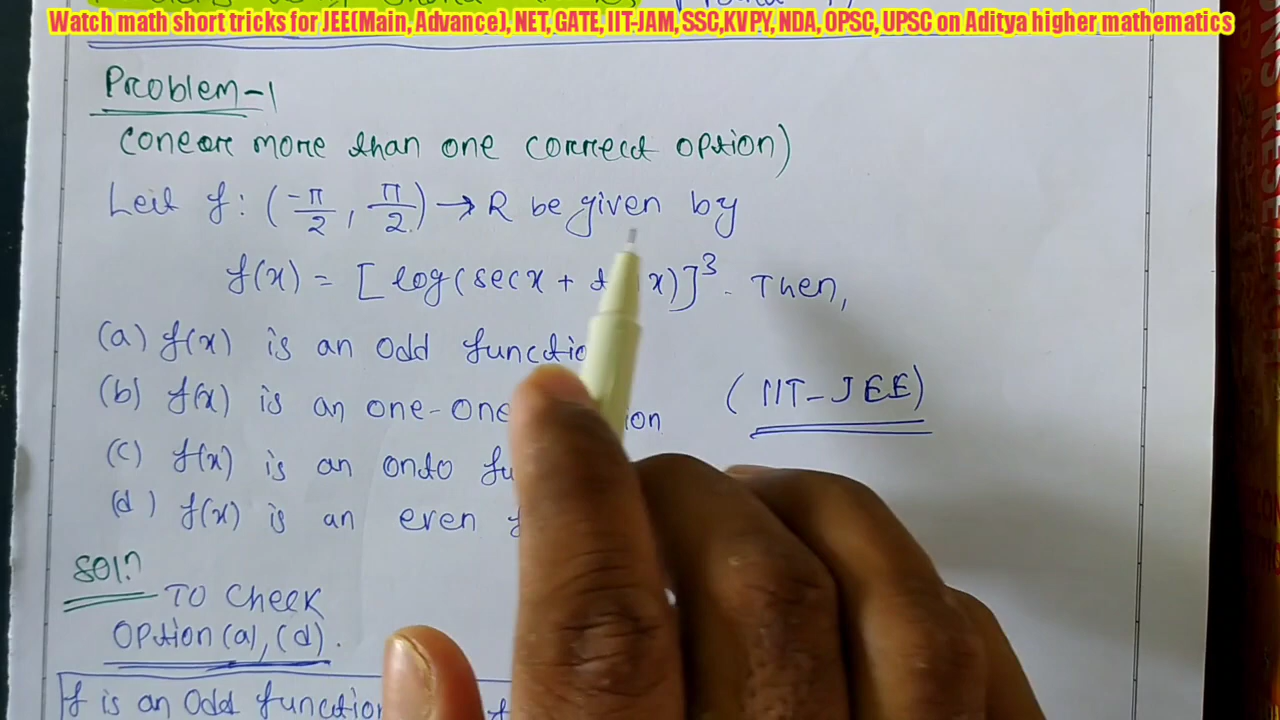 Watch math short tricks for JEE(Main, Advance), NET, GATE, IIT-JAM, SSC,KVPY, NDA, OPSC, UPSC on Aditya higher mathematics
Problem-1
(one or more than one correct option)
Let f: (-π/2, π/2) → R be given by
f(x) = [log(secx + x)]³. Then,
(a) f(x) is an odd
(b) f(x) is an one-one
(IIT-JEE)
(c) f(x) is an onto
(d) f(x) is an even
Solⁿ
TO Check
Option (a), (d).
f is an odd function